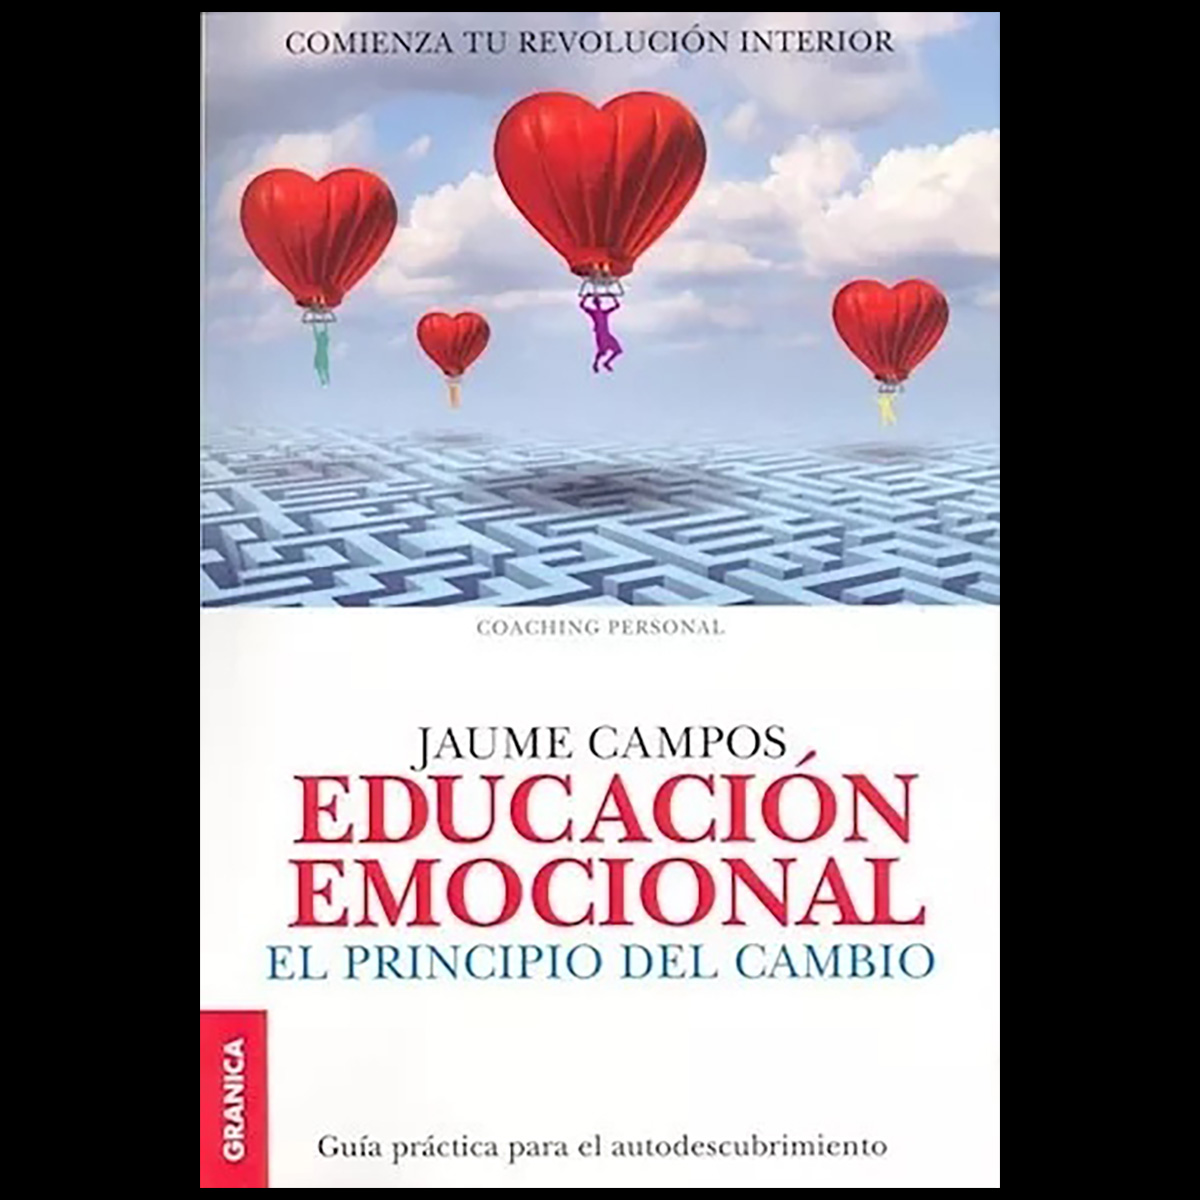 COMIENZA TU REVOLUCIÓN INTERIOR
COACHING PERSONAL
JAUME CAMPOS
EDUCACIÓN
EMOCIONAL
EL PRINCIPIO DEL CAMBIO
GRANICA
Guía práctica para el autodescubrimiento